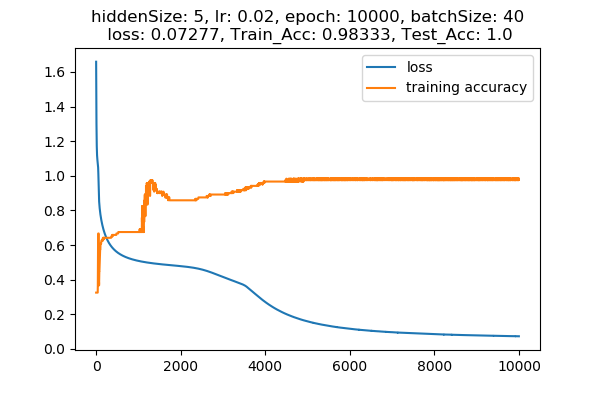 hiddenSize: 5, lr: 0.02, epoch: 10000, batchSize: 40
loss: 0.07277, Train_Acc: 0.98333, Test_Acc: 1.0
loss
training accuracy
1.6
1.4
1.2
1.0
0.8
0.6
0.4
0.2
0.0
0 2000 4000 6000 8000 10000